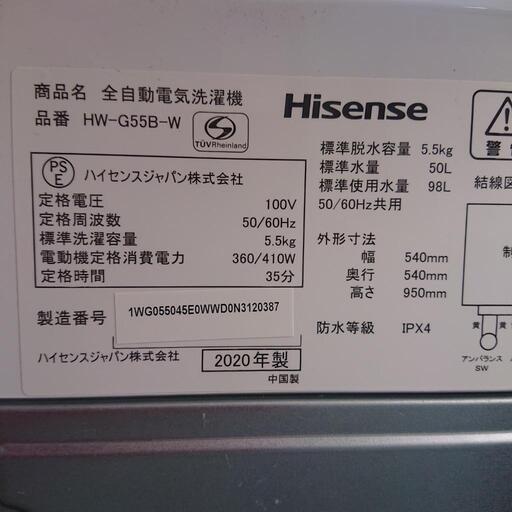 商品名 全自動電気洗濯機
品番 HW-G55B-W
TÜVRheinland
Hisense
警
PS
E
ハイセンスジャパン株式会社
定格電圧 100V
定格周波数 50/60Hz
標準洗濯容量 5.5kg
電動機定格消費電力 360/410W
定格時間 35分
標準脱水容量 5.5kg
標準水量 50L
標準使用水量 98L
50/60Hz共用
外形寸法
幅 540mm
奥行 540mm
高さ 950mm
防水等級 IPX4
製造番号 1WG055045E0WWD0N3120387
ハイセンスジャパン株式会社
2020年製
中国製
結線図
制
黄 黄
アンバランス
SW